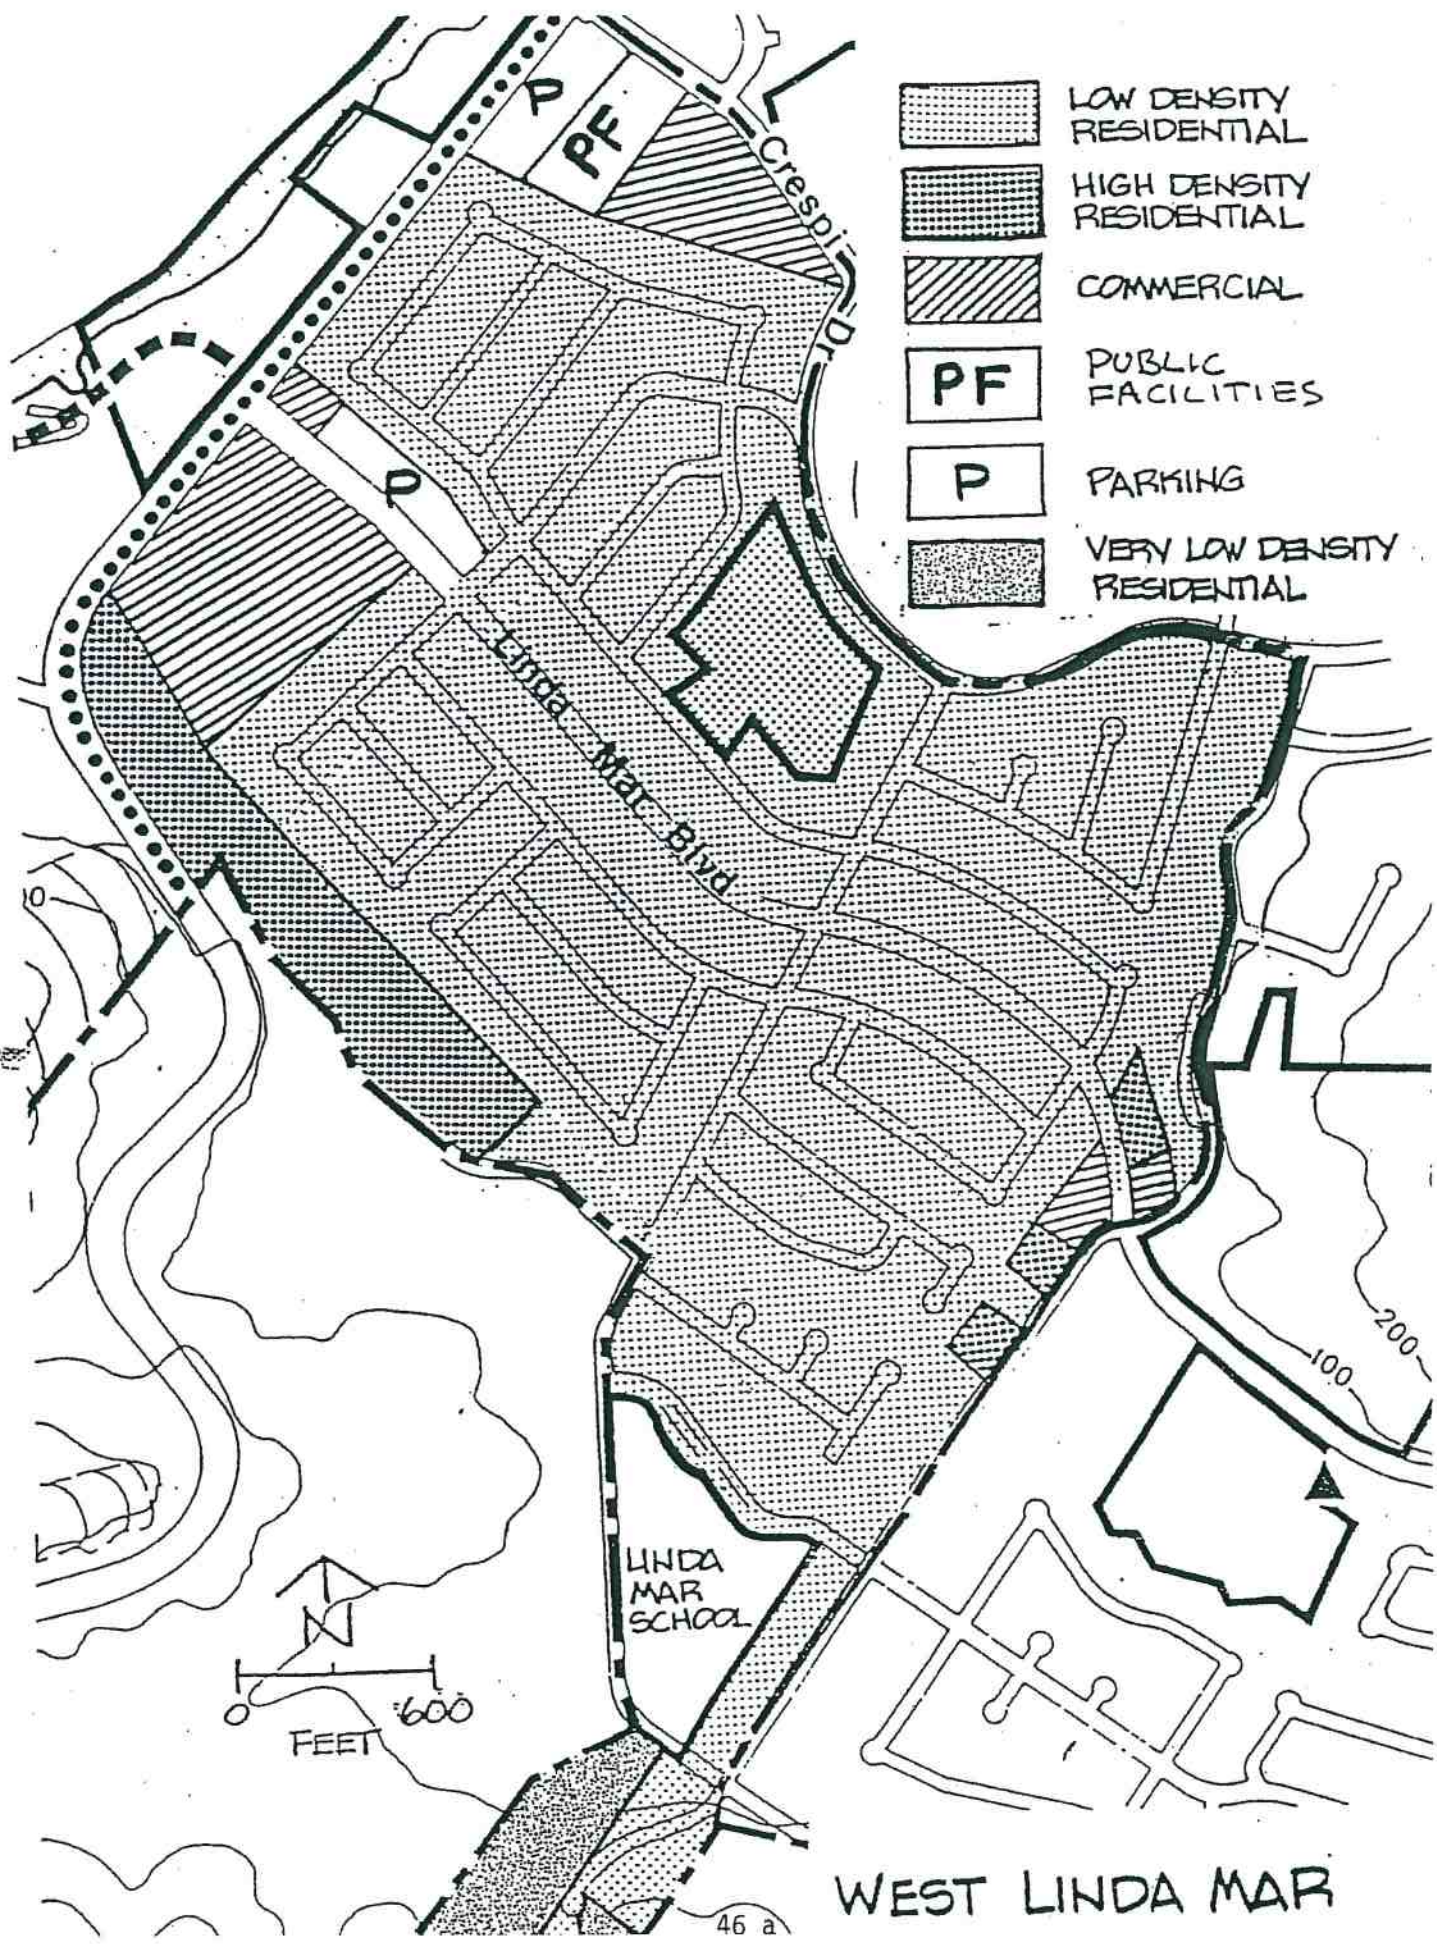 LOW DENSITY
RESIDENTIAL
HIGH DENSITY
RESIDENTIAL
COMMERCIAL
PF
PUBLIC
FACILITIES
P
PARKING
VERY LOW DENSITY
RESIDENTIAL
P
PF
Crespi Dr
P
Linda Mar Blvd
200
100
LINDA
MAR
SCHOOL
N
0 600
FEET
WEST LINDA MAR
46 a